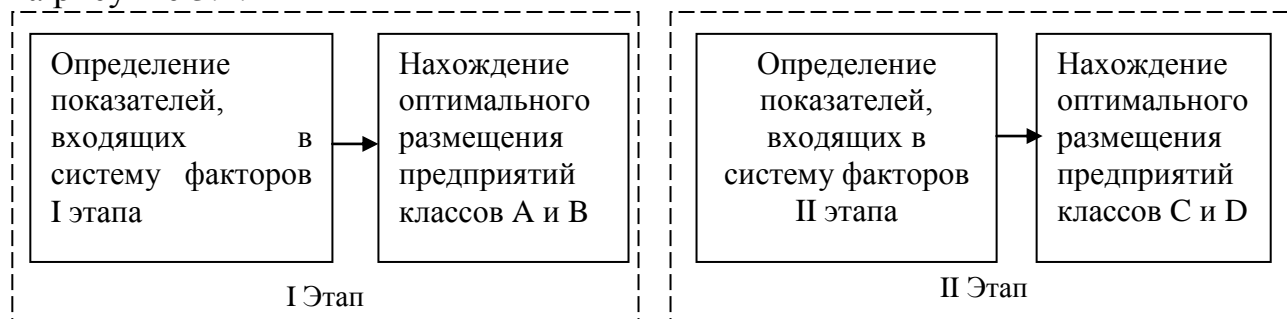 Определение
показателей,
входящих в
систему факторов
I этапа
Нахождение
оптимального
размещения
предприятий
классов А и В
I Этап
Определение
показателей,
входящих в
систему факторов
II этапа
Нахождение
оптимального
размещения
предприятий
классов С и D
II Этап